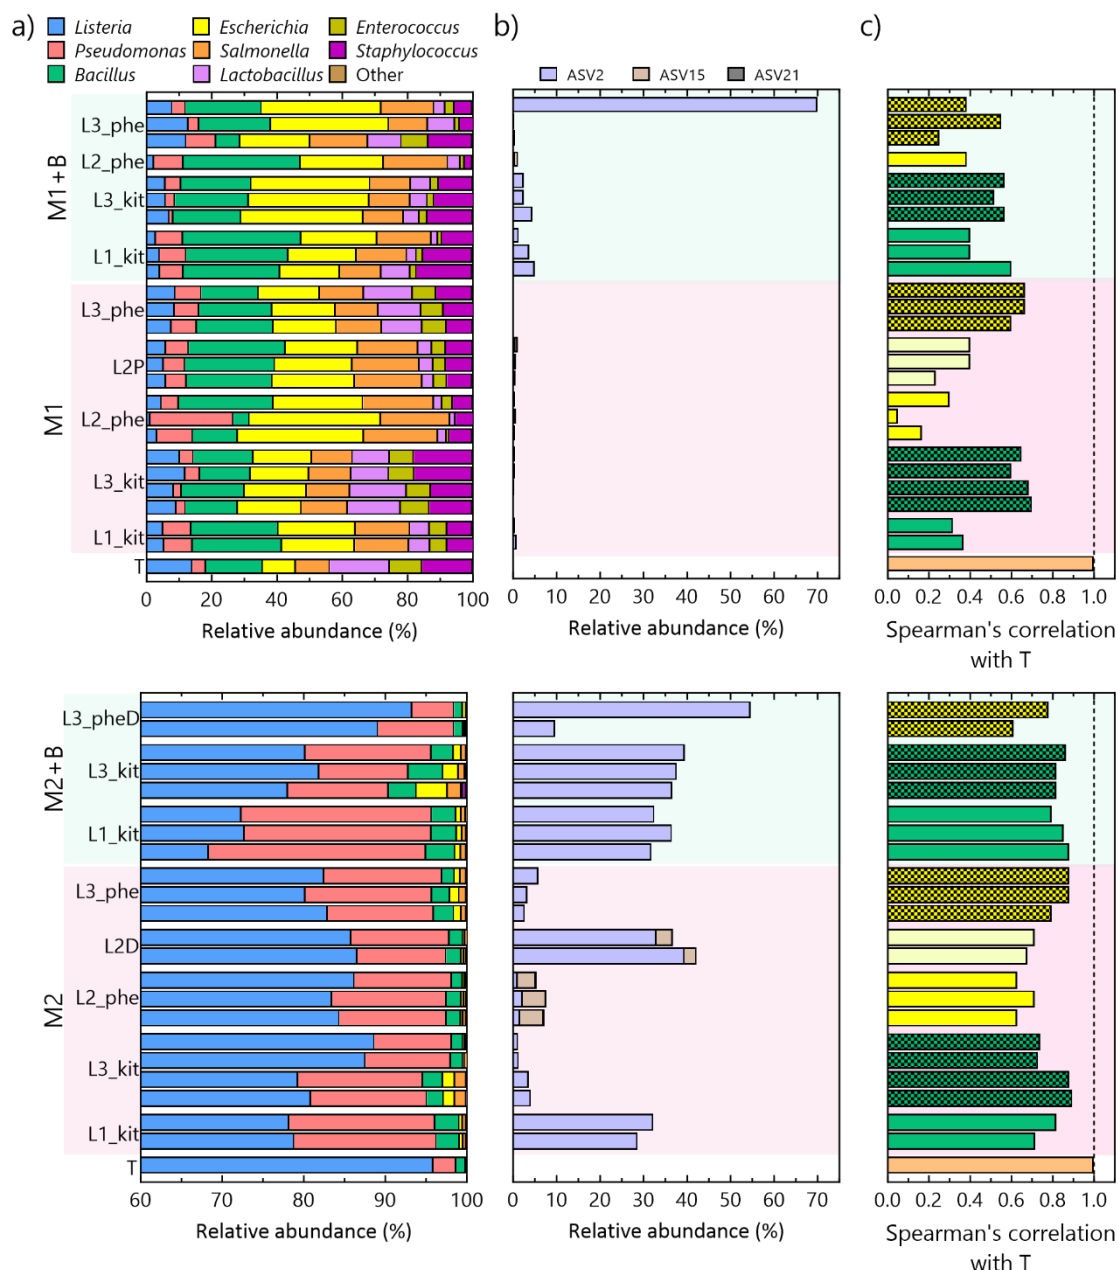 a)
Listeria
Escherichia
Enterococcus
Pseudomonas
Salmonella
Staphylococcus
Bacillus
Lactobacillus
Other
b)
ASV2
ASV15
ASV21
c)
M1+B
L3_phe
L2_phe
L3_kit
L1_kit
M1
L3_phe
L2P
L2_phe
L3_kit
L1_kit
T
0 20 40 60 80 100
Relative abundance (%)
0 10 20 30 40 50 60 70
Relative abundance (%)
0.0 0.2 0.4 0.6 0.8 1.0
Spearman's correlation
with T
M2+B
L3_pheD
L3_kit
L1_kit
M2
L3_phe
L2D
L2_phe
L3_kit
L1_kit
T
60 70 80 90 100
Relative abundance (%)
0 10 20 30 40 50 60 70
Relative abundance (%)
0.0 0.2 0.4 0.6 0.8 1.0
Spearman's correlation
with T